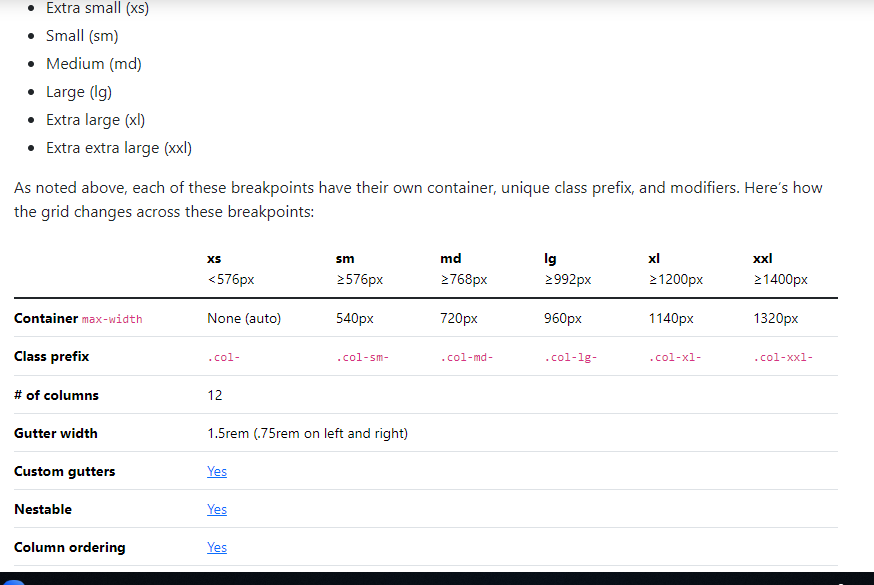 Extra small (xs)
Small (sm)
Medium (md)
Large (lg)
Extra large (xl)
Extra extra large (xxl)
As noted above, each of these breakpoints have their own container, unique class prefix, and modifiers. Here's how
the grid changes across these breakpoints:
xs sm md lg xl xxl
<576px ≥576px ≥768px ≥992px ≥1200px ≥1400px
Container max-width None (auto) 540px 720px 960px 1140px 1320px
Class prefix .col- .col-sm- .col-md- .col-lg- .col-xl- .col-xxl-
# of columns 12
Gutter width 1.5rem (.75rem on left and right)
Custom gutters Yes
Nestable Yes
Column ordering Yes